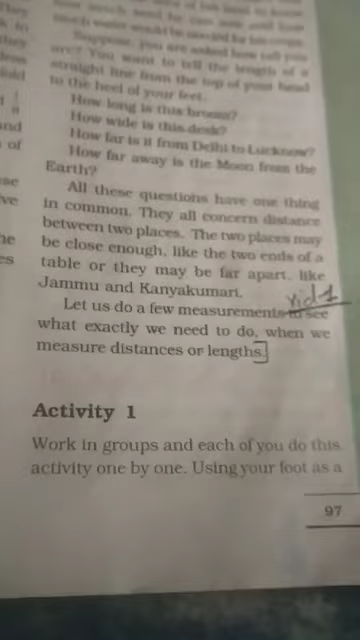 Suppose, you are asked how tall you
are? You want to tell the length of a
straight line from the top of your head
to the heel of your feet.
How long is this broom?
How wide is this desk?
How far is it from Delhi to Lucknow?
How far away is the Moon from the
Earth?
All these questions have one thing
in common. They all concern distance
between two places. The two places may
be close enough, like the two ends of a
table or they may be far apart, like
Jammu and Kanyakumari.
vid 1
Let us do a few measurements to see
what exactly we need to do, when we
measure distances or lengths.]
Activity 1
Work in groups and each of you do this
activity one by one. Using your foot as a
97